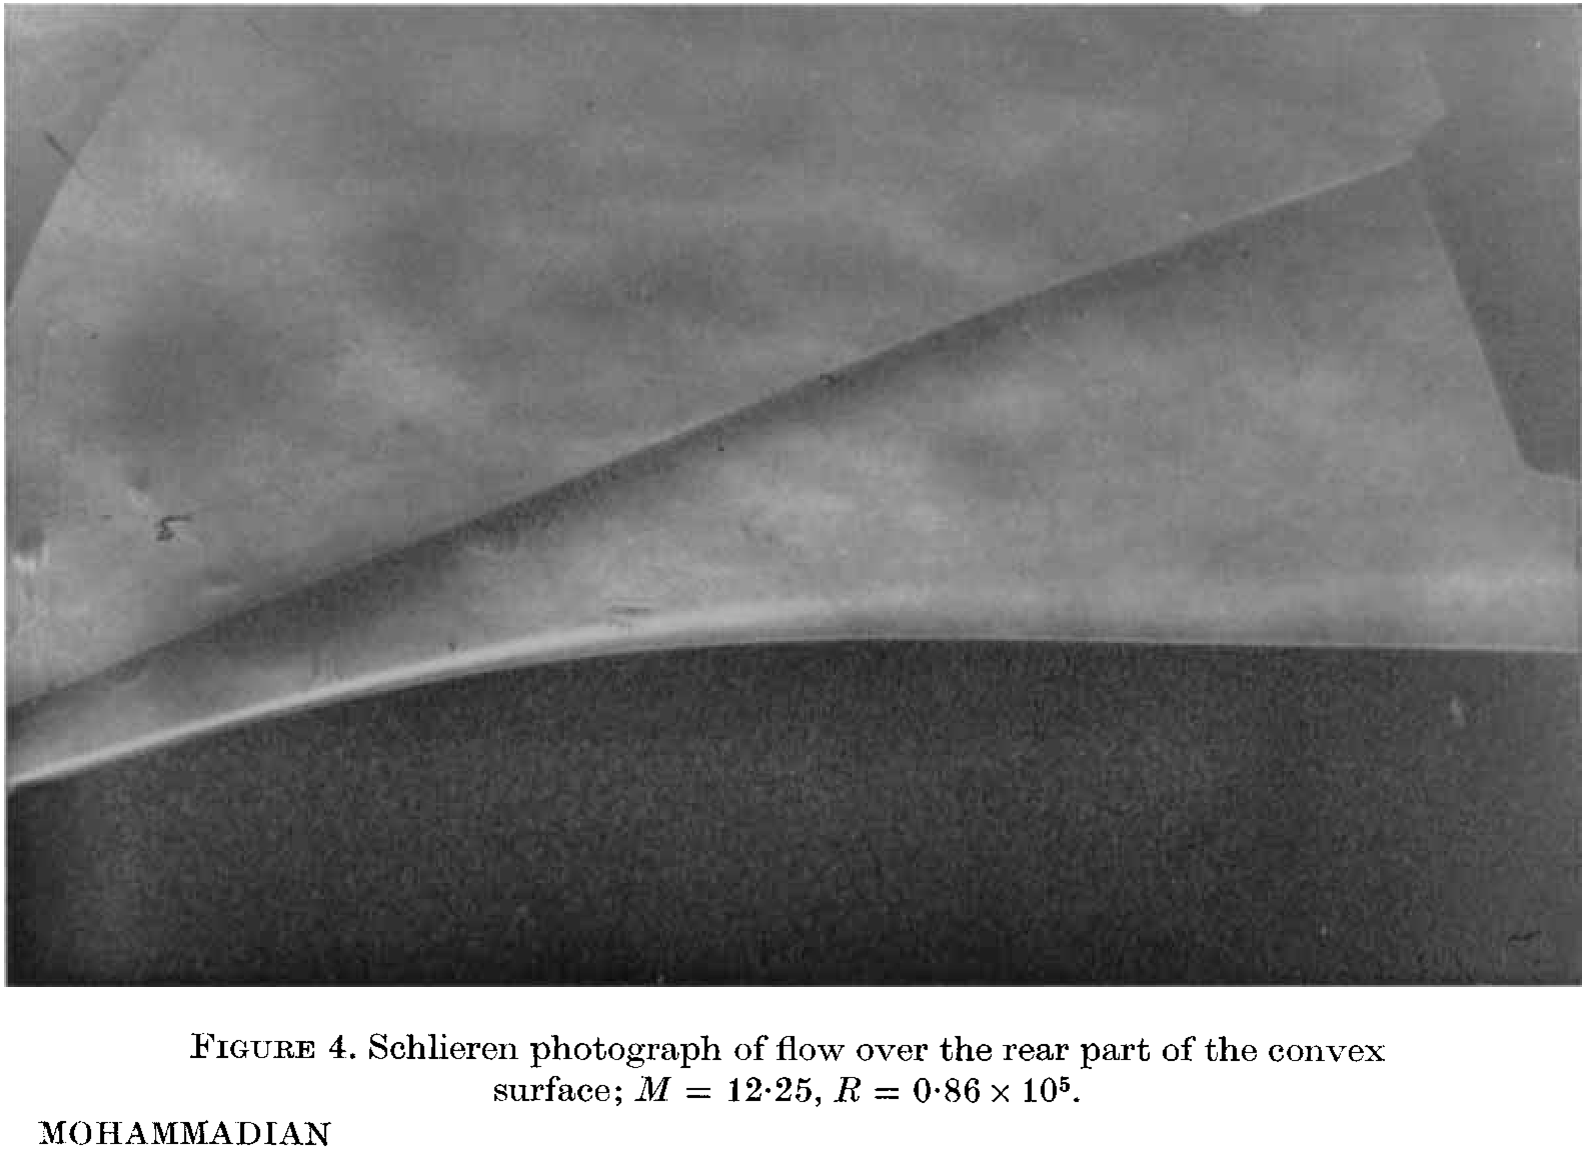 FIGURE 4. Schlieren photograph of flow over the rear part of the convex
surface; M = 12·25, R = 0·86 × 10⁵.
MOHAMMADIAN